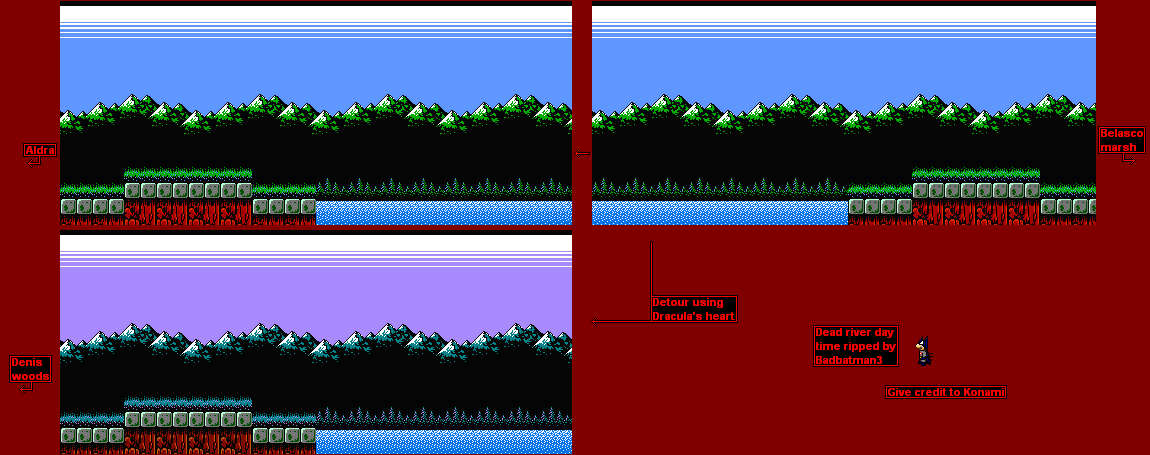 Aldra
Belasco
marsh
Denis
woods
Detour using
Dracula's heart
Dead river day
time ripped by
Badbatman3
Give credit to Konami